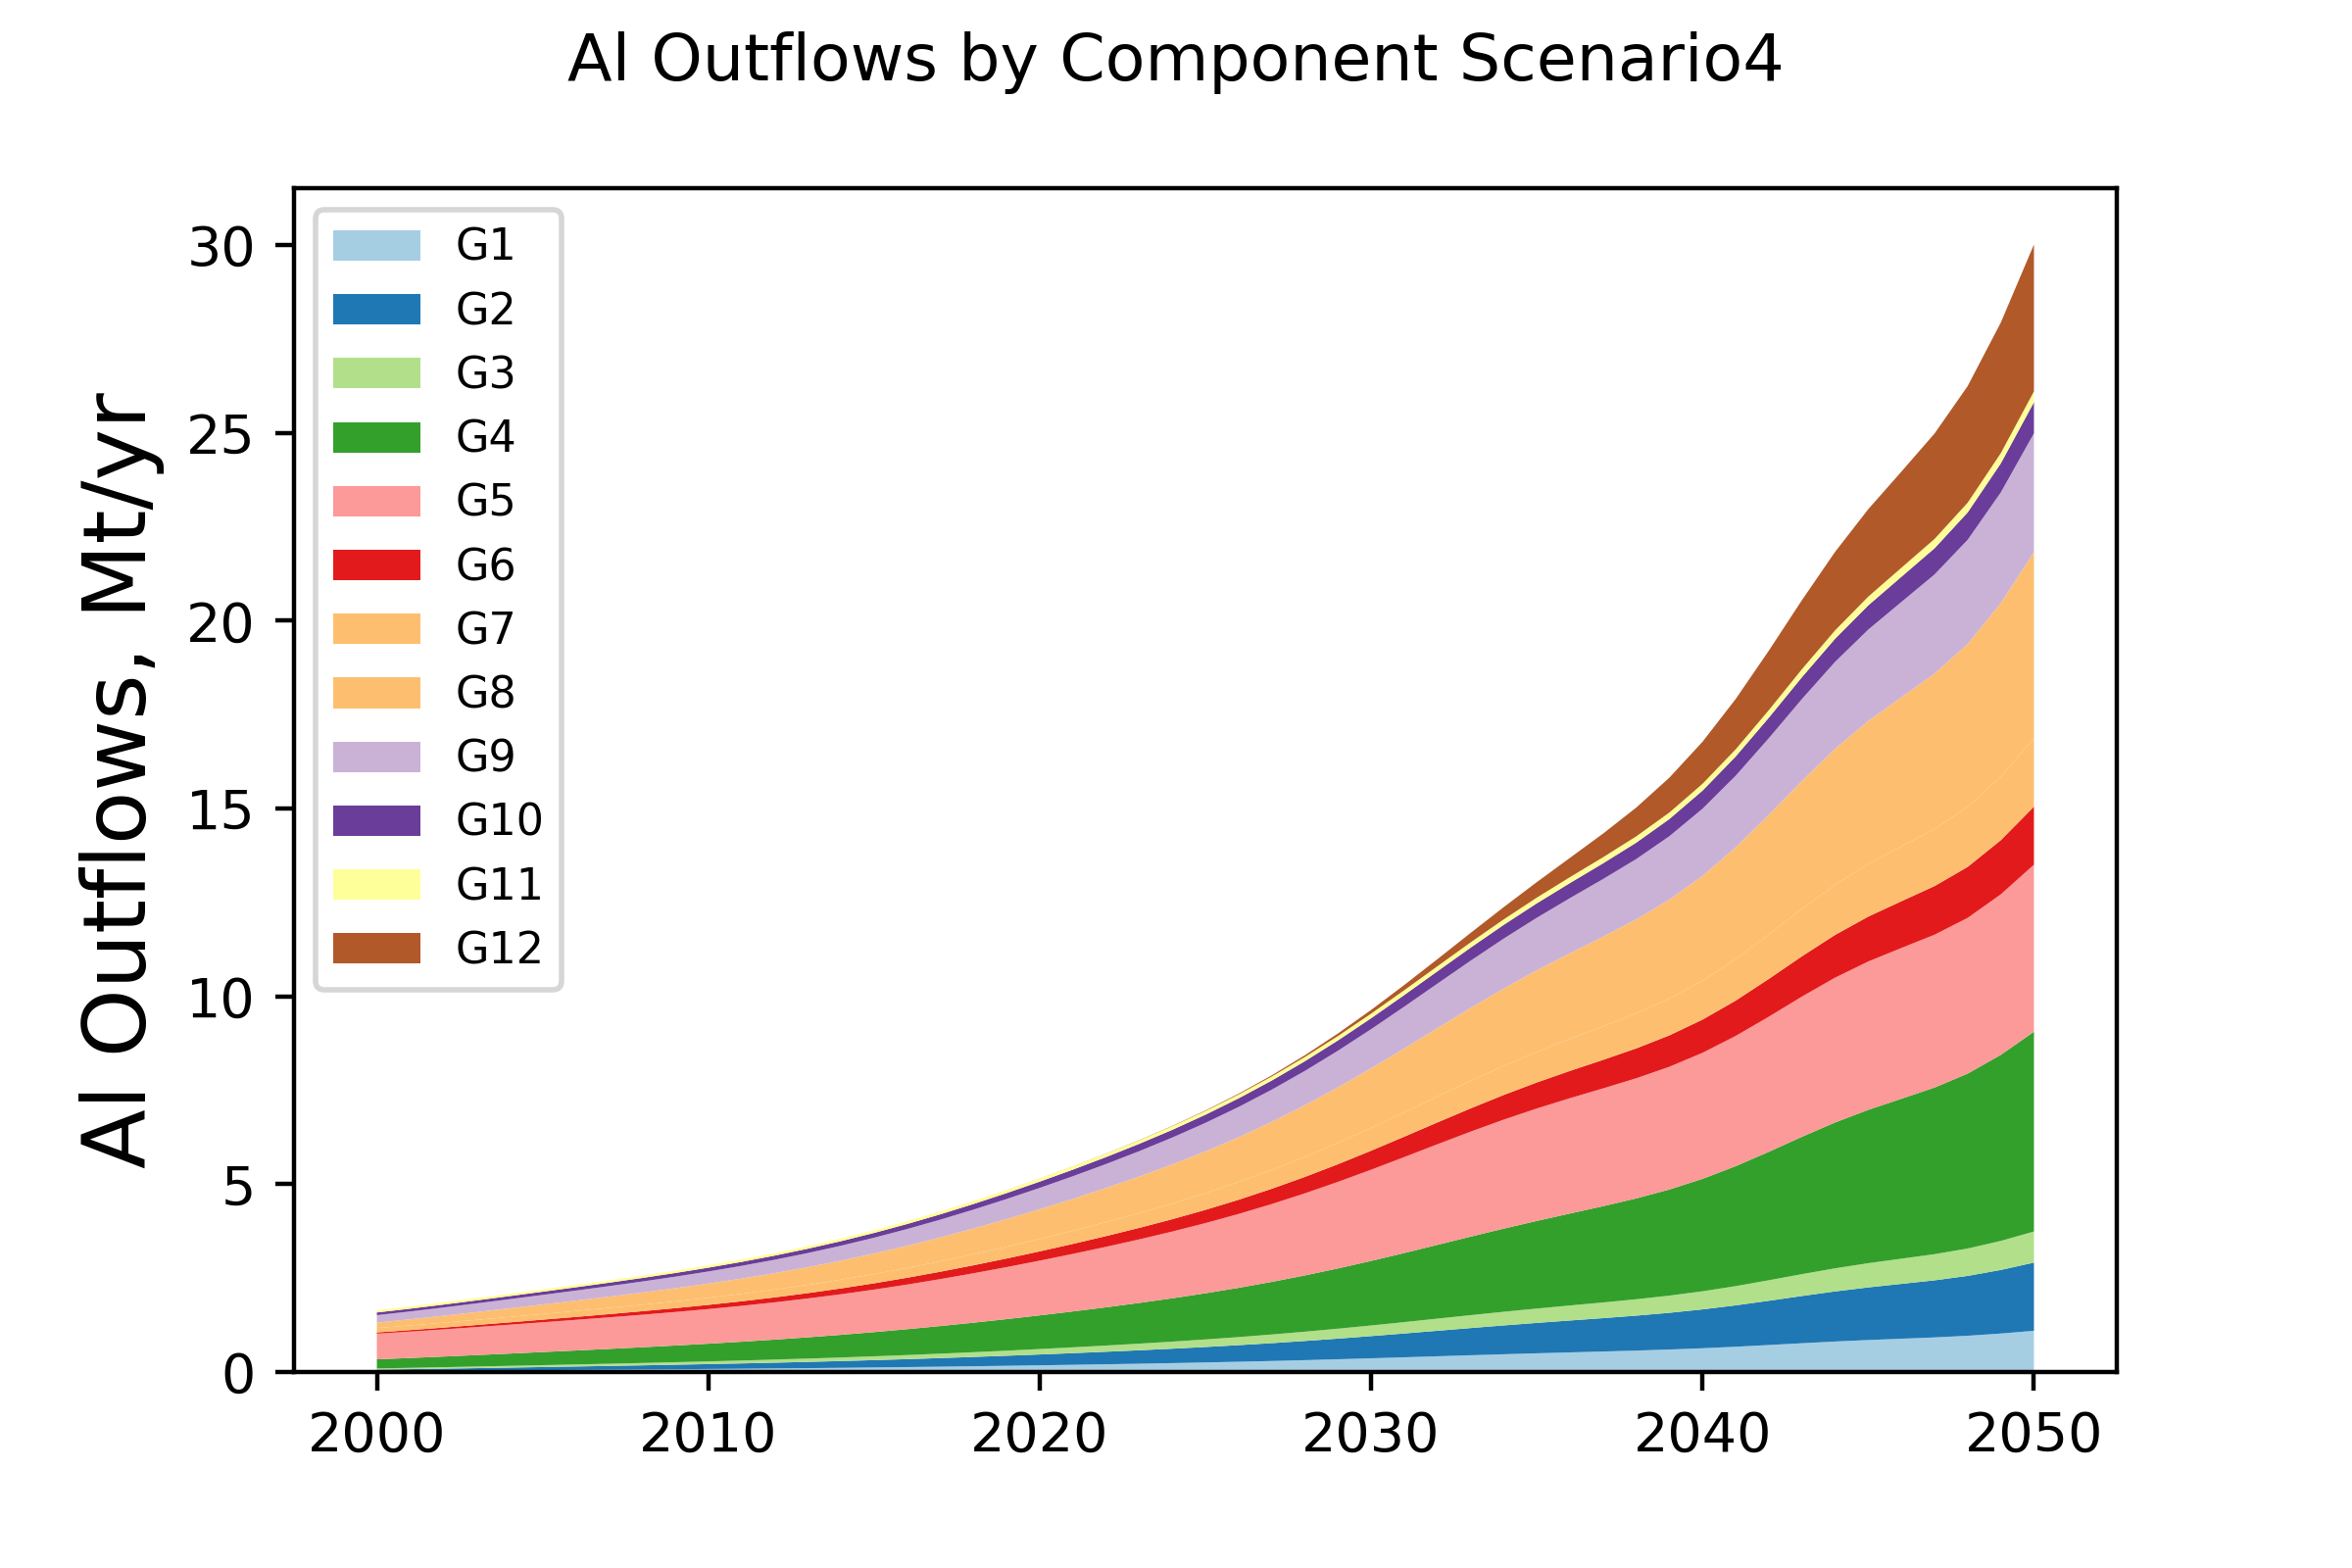 Al Outflows by Component Scenario4
Al Outflows, Mt/yr
30
25
20
15
10
5
0
G1
G2
G3
G4
G5
G6
G7
G8
G9
G10
G11
G12
2000 2010 2020 2030 2040 2050